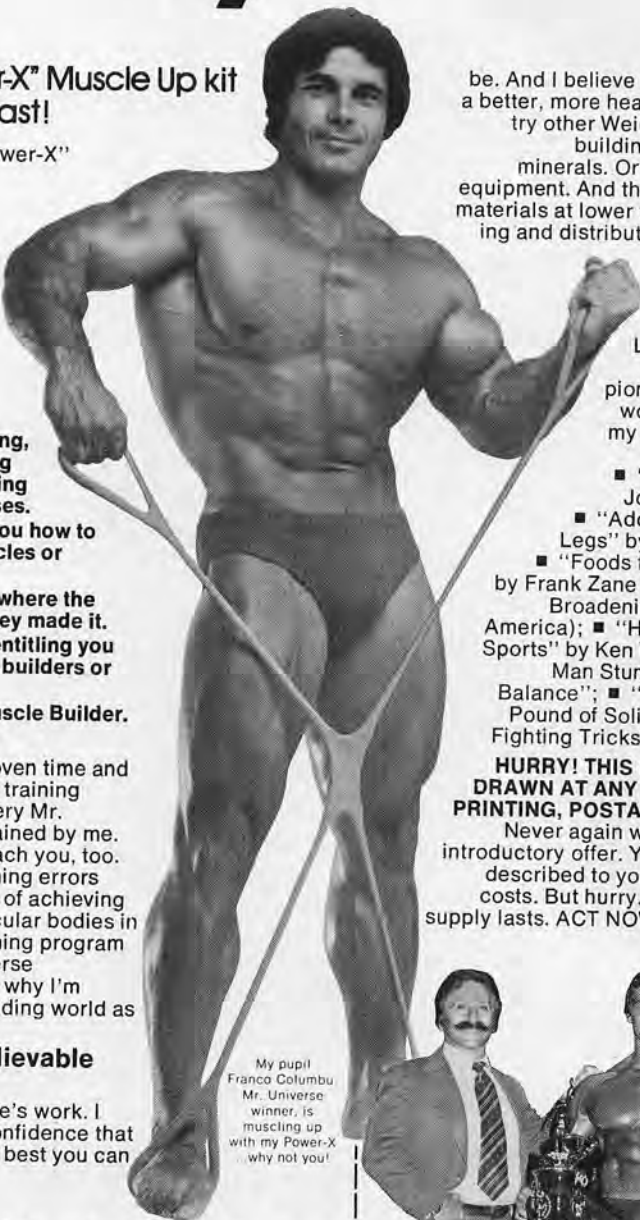 r-X" Muscle Up kit
ast!
wer-X"
ng,
g
ing
ses.
ou how to
cles or
where the
ey made it.
entitling you
builders or
uscle Builder.
oven time and
training
ery Mr.
ained by me.
ach you, too.
ning errors
of achieving
cular bodies in
ning program
erse
why I'm
ding world as
lievable
e's work. I
onfidence that
best you can
My pupil
Franco Columbu
Mr. Universe
winner, is
muscling up
with my Power-X
why not you!
be. And I believe
a better, more hea
try other Wei
buildin
minerals. Or
equipment. And th
materials at lower
ing and distribut
L
pion
wo
my
■ "
Jo
■ "Add
Legs" by
■ "Foods f
by Frank Zane
Broadeni
America); ■ "H
Sports" by Ken
Man Stun
Balance"; ■ "
Pound of Soli
Fighting Tricks
HURRY! THIS
DRAWN AT ANY
PRINTING, POSTA
Never again w
introductory offer. Y
described to yo
costs. But hurry.
supply lasts. ACT NO